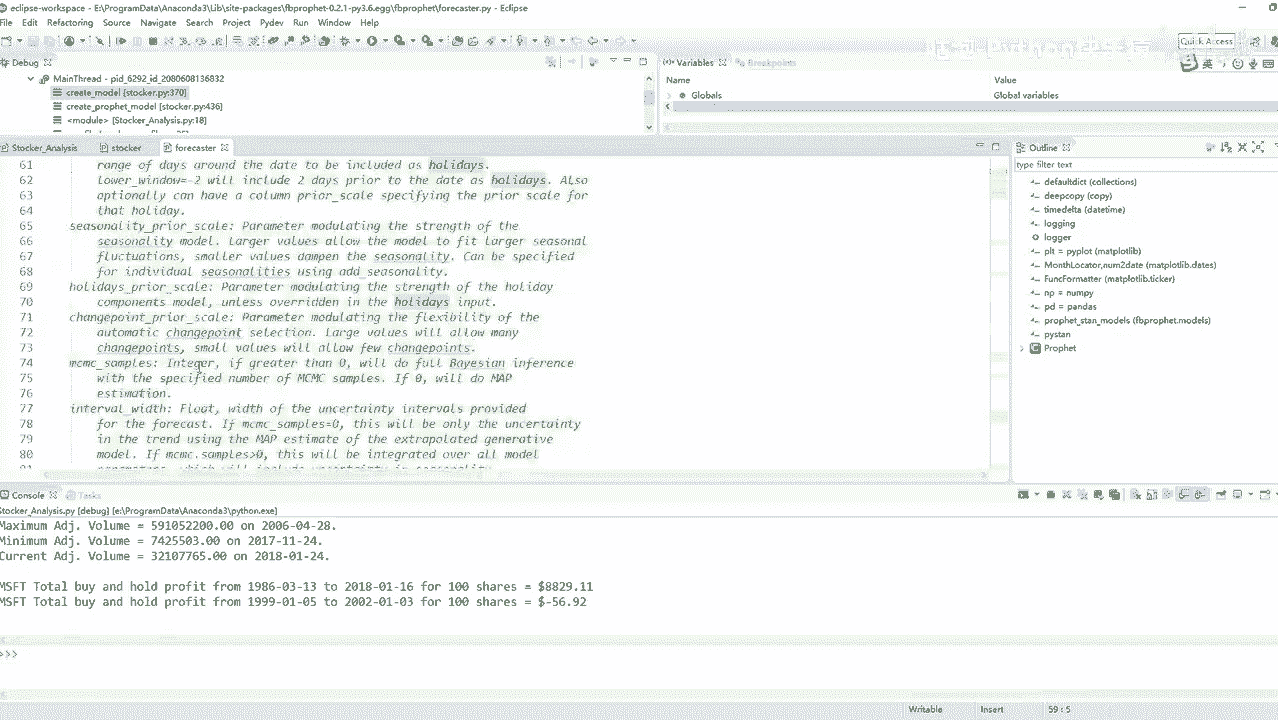 eclipse-workspace - E:\ProgramData\Anaconda3\Lib\site-packages\fbprophet-0.2.1-py3.6.egg\fbprophet\forecaster.py - Eclipse
File Edit Refactoring Source Navigate Search Project Pydev Run Window Help
Quick Access
Debug
MainThread - pid_6292_id_2080608136832
create_model [stocker.py:370]
create_prophet_model [stocker.py:436]
<module> [Stocker_Analysis.py:18]
(x)= Variables Breakpoints
Name Value
Globals Global variables
Stocker_Analysis stocker forecaster
61 range of days around the date to be included as holidays.
62 lower_window=-2 will include 2 days prior to the date as holidays. Also
63 optionally can have a column prior_scale specifying the prior scale for
64 that holiday.
65 seasonality_prior_scale: Parameter modulating the strength of the
66 seasonality model. Larger values allow the model to fit larger seasonal
67 fluctuations, smaller values dampen the seasonality. Can be specified
68 for individual seasonalities using add_seasonality.
69 holidays_prior_scale: Parameter modulating the strength of the holiday
70 components model, unless overridden in the holidays input.
71 changepoint_prior_scale: Parameter modulating the flexibility of the
72 automatic changepoint selection. Large values will allow many
73 changepoints, small values will allow few changepoints.
74 mcmc_samples: Integer, if greater than 0, will do full Bayesian inference
75 with the specified number of MCMC samples. If 0, will do MAP
76 estimation.
77 interval_width: Float, width of the uncertainty intervals provided
78 for the forecast. If mcmc_samples=0, this will be only the uncertainty
79 in the trend using the MAP estimate of the extrapolated generative
80 model. If mcmc.samples>0, this will be integrated over all model
Outline
type filter text
defaultdict (collections)
deepcopy (copy)
timedelta (datetime)
logging
logger
plt = pyplot (matplotlib)
MonthLocator,num2date (matplotlib.dates)
FuncFormatter (matplotlib.ticker)
np = numpy
pd = pandas
prophet_stan_models (fbprophet.models)
pystan
Prophet
Console Tasks
Stocker_Analysis.py [debug] [e:\ProgramData\Anaconda3\python.exe]
Maximum Adj. Volume = 591052200.00 on 2006-04-28.
Minimum Adj. Volume = 7425503.00 on 2017-11-24.
Current Adj. Volume = 32107765.00 on 2018-01-24.
MSFT Total buy and hold profit from 1986-03-13 to 2018-01-16 for 100 shares = $8829.11
MSFT Total buy and hold profit from 1999-01-05 to 2002-01-03 for 100 shares = $-56.92
>>>
Writable Insert 59 : 5